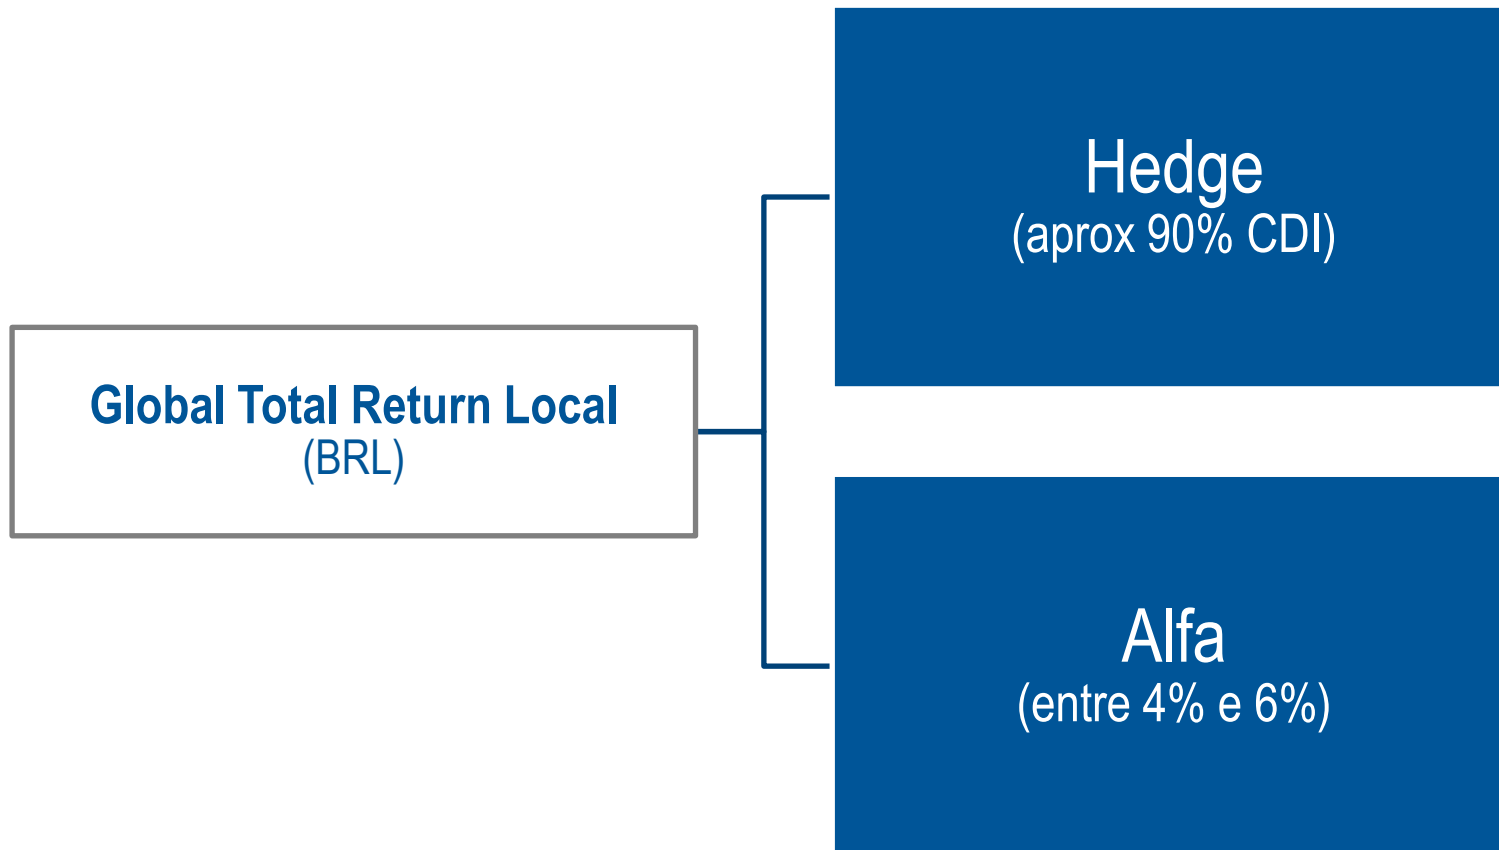 Global Total Return Local
(BRL)
Hedge
(aprox 90% CDI)
Alfa
(entre 4% e 6%)